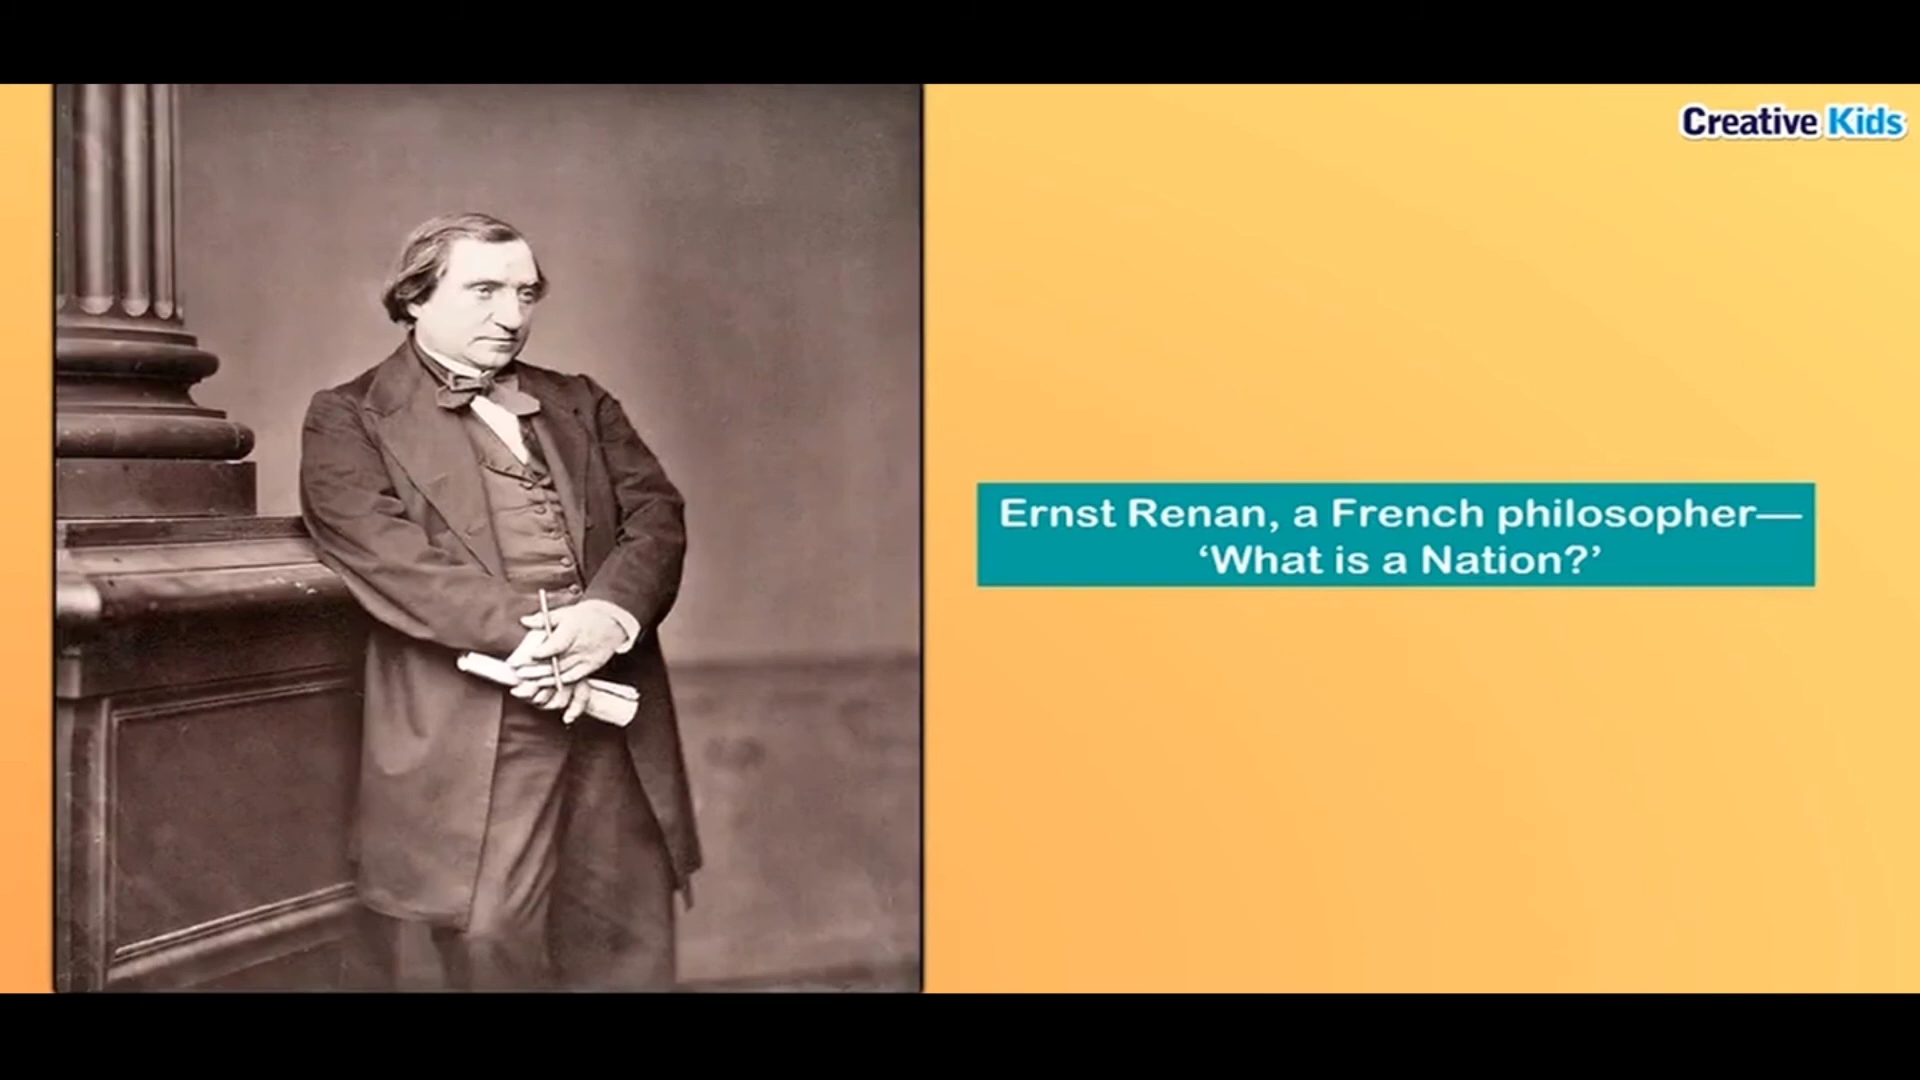 Creative Kids
Ernst Renan, a French philosopher—
‘What is a Nation?’